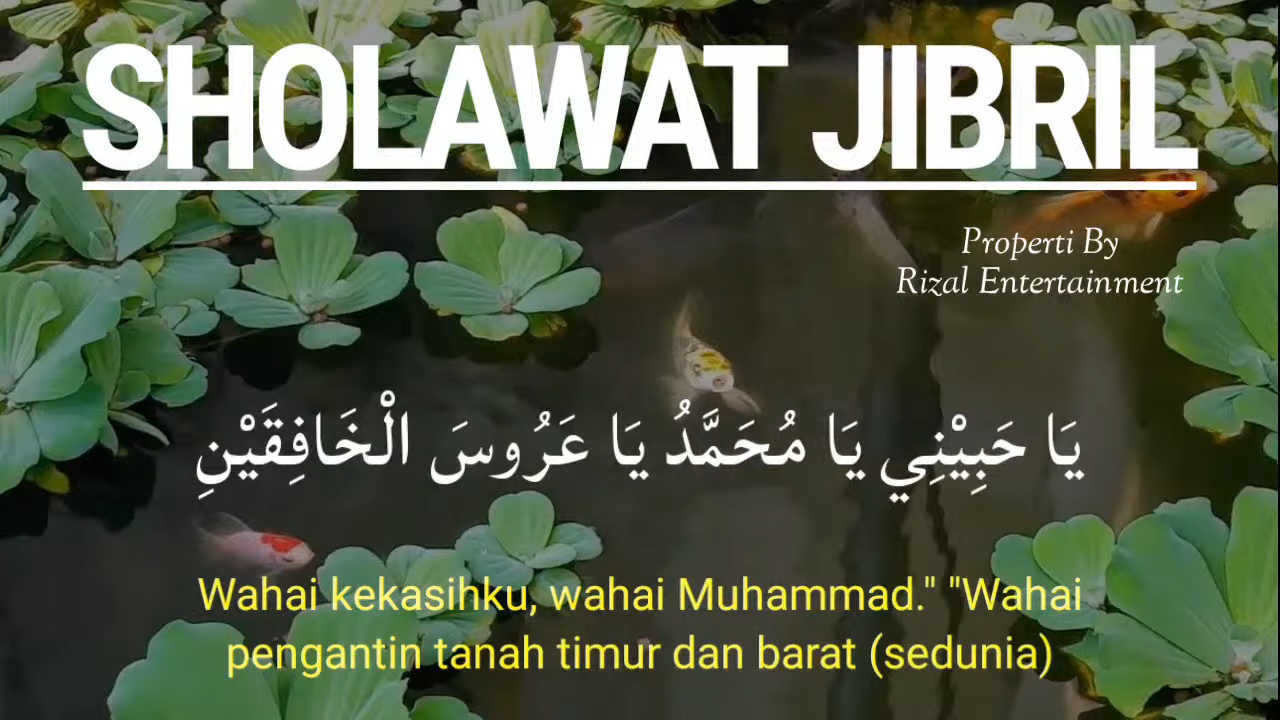 SHOLAWAT JIBRIL
Properti By
Rizal Entertainment
يَا حَبِيْنِي يَا مُحَمَّدُ يَا عَرُوسَ الْخَافِقَيْنِ
Wahai kekasihku, wahai Muhammad." "Wahai
pengantin tanah timur dan barat (sedunia)